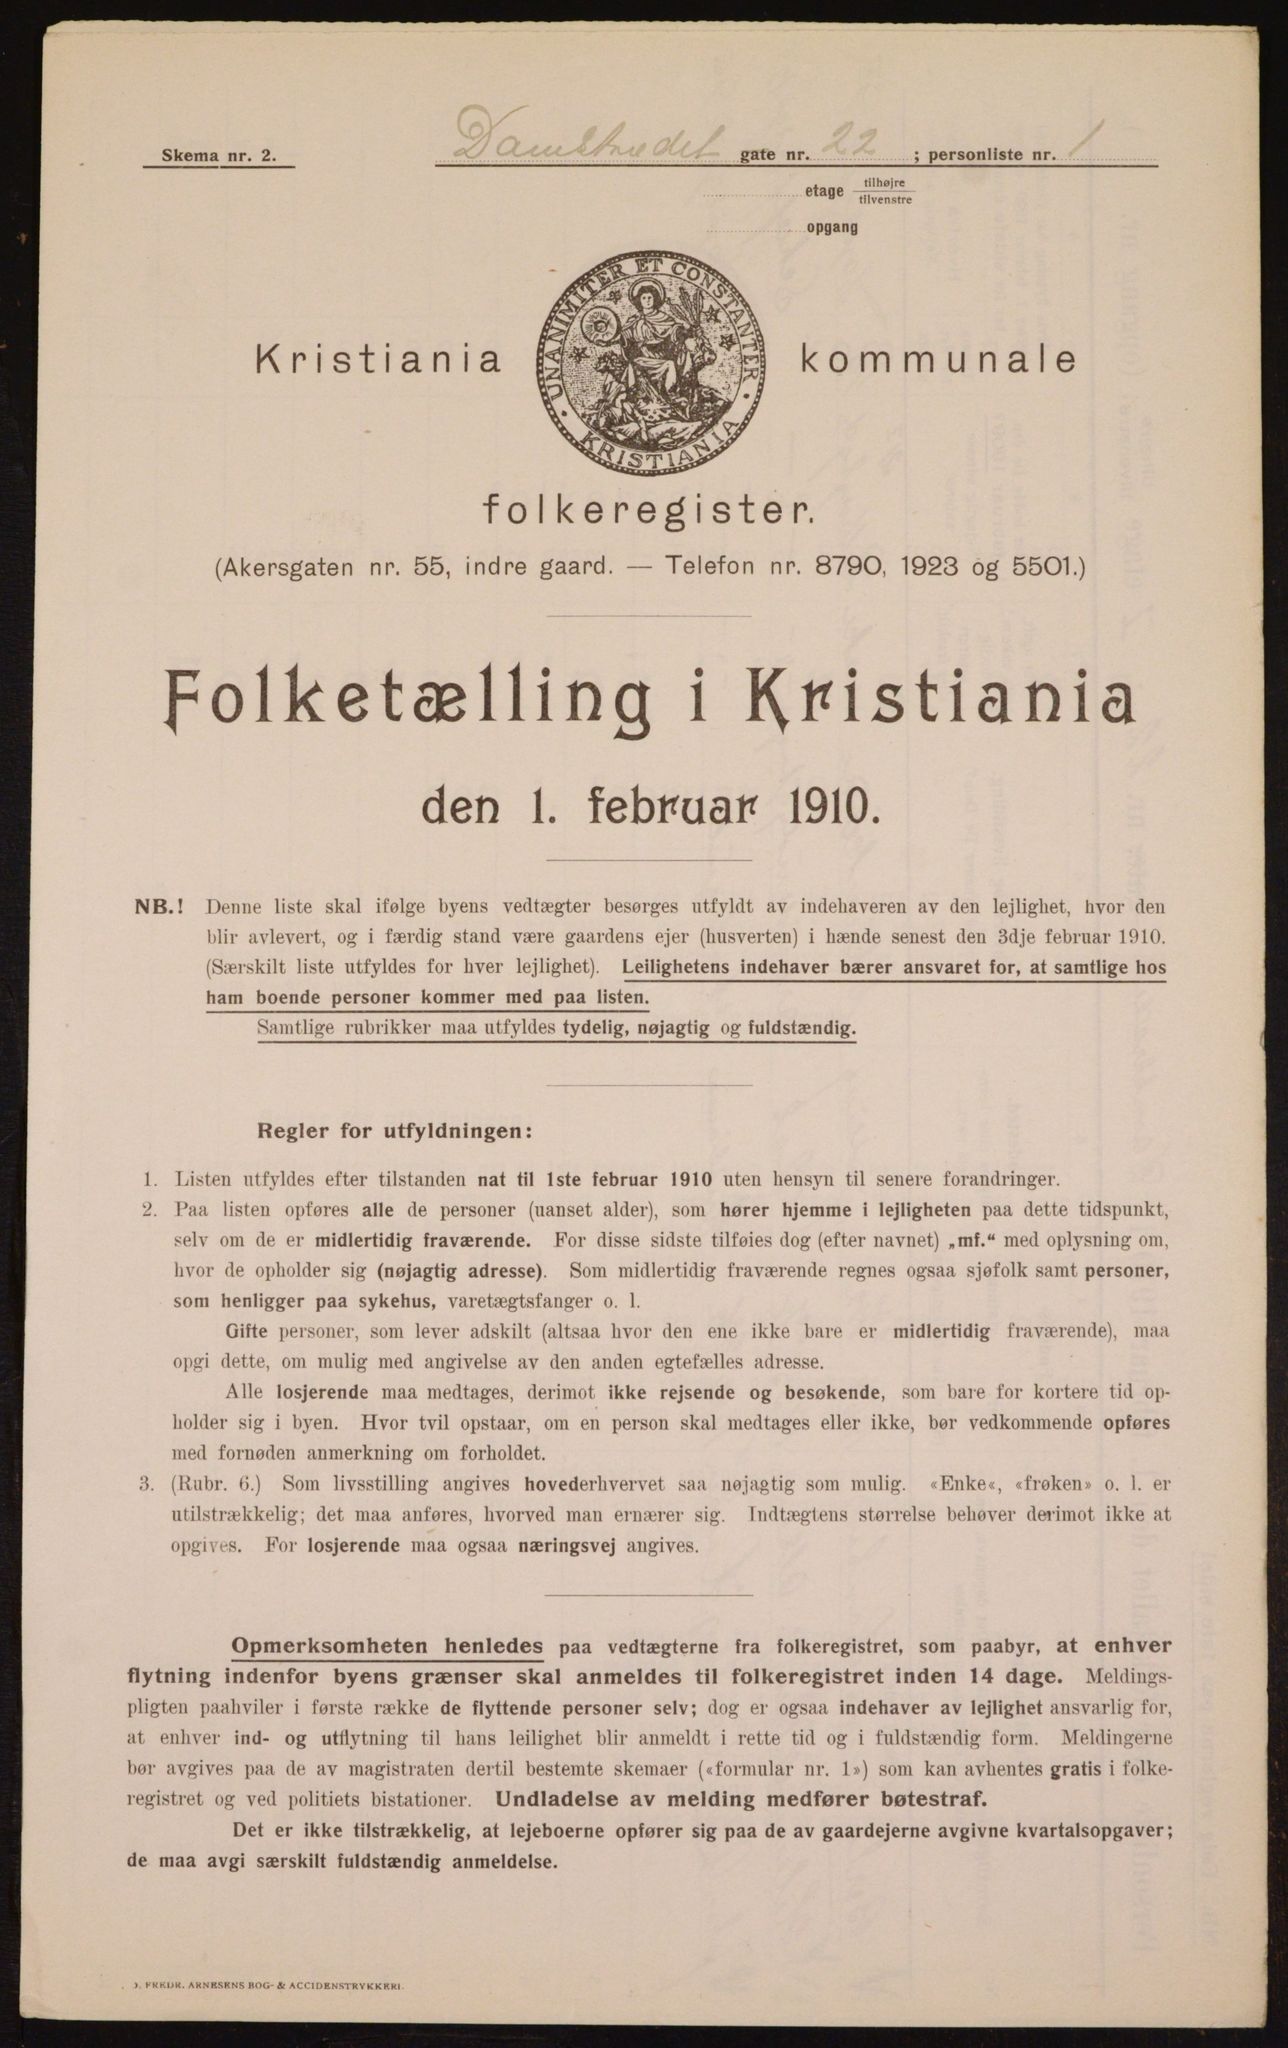 Skema nr. 2.
Damstrædet gate nr. 22 ; personliste nr. 1
etage tilhøjre
tilvenstre
opgang
UNANIMITER ET CONSTANTER
KRISTIANIA
Kristiania kommunale
folkeregister.
(Akersgaten nr. 55, indre gaard. — Telefon nr. 8790, 1923 og 5501.)
Folketælling i Kristiania
den 1. februar 1910.
NB.! Denne liste skal ifølge byens vedtægter besørges utfyldt av indehaveren av den lejlighet, hvor den
blir avlevert, og i færdig stand være gaardens ejer (husverten) i hænde senest den 3dje februar 1910.
(Særskilt liste utfyldes for hver lejlighet). Leilighetens indehaver bærer ansvaret for, at samtlige hos
ham boende personer kommer med paa listen.
Samtlige rubrikker maa utfyldes tydelig, nøjagtig og fuldstændig.
Regler for utfyldningen:
1. Listen utfyldes efter tilstanden nat til 1ste februar 1910 uten hensyn til senere forandringer.
2. Paa listen opføres alle de personer (uanset alder), som hører hjemme i lejligheten paa dette tidspunkt,
selv om de er midlertidig fraværende. For disse sidste tilføies dog (efter navnet) „mf.“ med oplysning om,
hvor de opholder sig (nøjagtig adresse). Som midlertidig fraværende regnes ogsaa sjøfolk samt personer,
som henligger paa sykehus, varetægtsfanger o. l.
Gifte personer, som lever adskilt (altsaa hvor den ene ikke bare er midlertidig fraværende), maa
opgi dette, om mulig med angivelse av den anden egtefælles adresse.
Alle losjerende maa medtages, derimot ikke rejsende og besøkende, som bare for kortere tid op-
holder sig i byen. Hvor tvil opstaar, om en person skal medtages eller ikke, bør vedkommende opføres
med fornøden anmerkning om forholdet.
3. (Rubr. 6.) Som livsstilling angives hovederhvervet saa nøjagtig som mulig. «Enke«, «frøken» o. l. er
utilstrækkelig; det maa anføres, hvorved man ernærer sig. Indtægtens størrelse behøver derimot ikke at
opgives. For losjerende maa ogsaa næringsvej angives.
Opmerksomheten henledes paa vedtægterne fra folkeregistret, som paabyr, at enhver
flytning indenfor byens grænser skal anmeldes til folkeregistret inden 14 dage. Meldings-
pligten paahviler i første række de flyttende personer selv; dog er ogsaa indehaver av lejlighet ansvarlig for,
at enhver ind- og utflytning til hans leilighet blir anmeldt i rette tid og i fuldstændig form. Meldingerne
bør avgives paa de av magistraten dertil bestemte skemaer («formular nr. 1») som kan avhentes gratis i folke-
registret og ved politiets bistationer. Undladelse av melding medfører bøtestraf.
Det er ikke tilstrækkelig, at lejeboerne opfører sig paa de av gaardejerne avgivne kvartalsopgaver;
de maa avgi særskilt fuldstændig anmeldelse.
O. FREDR. ARNESENS BOG- & ACCIDENSTRYKKERI.